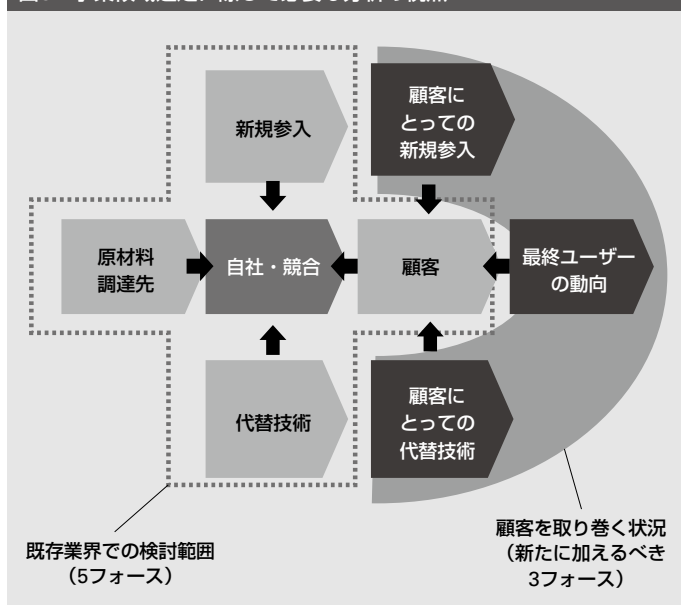 新規参入
顧客に
とっての
新規参入
原材料
調達先
自社・競合
顧客
最終ユーザー
の動向
代替技術
顧客に
とっての
代替技術
既存業界での検討範囲
（5フォース）
顧客を取り巻く状況
（新たに加えるべき
3フォース）